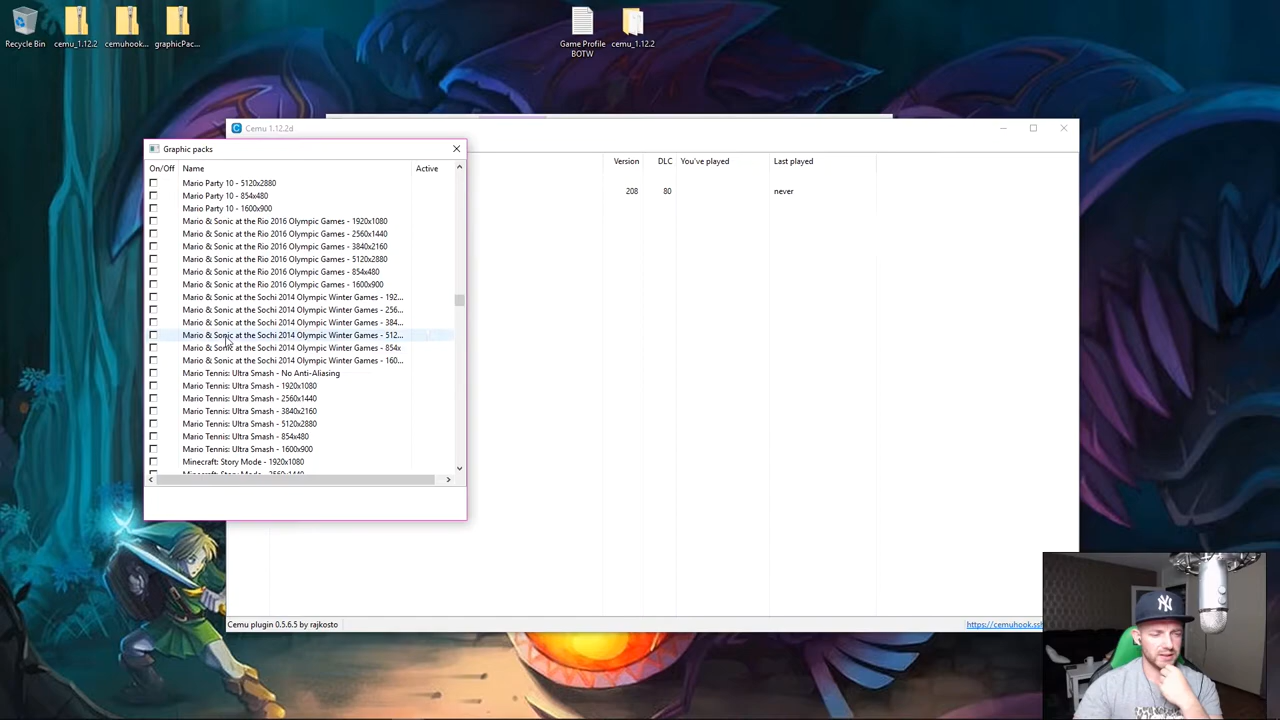 Recycle Bin
cemu_1.12.2
cemuhook...
graphicPac...
Game Profile
BOTW
cemu_1.12.2
Cemu 1.12.2d
Graphic packs
On/Off
Name
Active
Version
DLC
You've played
Last played
208
80
never
Mario Party 10 - 5120x2880
Mario Party 10 - 854x480
Mario Party 10 - 1600x900
Mario & Sonic at the Rio 2016 Olympic Games - 1920x1080
Mario & Sonic at the Rio 2016 Olympic Games - 2560x1440
Mario & Sonic at the Rio 2016 Olympic Games - 3840x2160
Mario & Sonic at the Rio 2016 Olympic Games - 5120x2880
Mario & Sonic at the Rio 2016 Olympic Games - 854x480
Mario & Sonic at the Rio 2016 Olympic Games - 1600x900
Mario & Sonic at the Sochi 2014 Olympic Winter Games - 192...
Mario & Sonic at the Sochi 2014 Olympic Winter Games - 256...
Mario & Sonic at the Sochi 2014 Olympic Winter Games - 384...
Mario & Sonic at the Sochi 2014 Olympic Winter Games - 512...
Mario & Sonic at the Sochi 2014 Olympic Winter Games - 854x
Mario & Sonic at the Sochi 2014 Olympic Winter Games - 160...
Mario Tennis: Ultra Smash - No Anti-Aliasing
Mario Tennis: Ultra Smash - 1920x1080
Mario Tennis: Ultra Smash - 2560x1440
Mario Tennis: Ultra Smash - 3840x2160
Mario Tennis: Ultra Smash - 5120x2880
Mario Tennis: Ultra Smash - 854x480
Mario Tennis: Ultra Smash - 1600x900
Minecraft: Story Mode - 1920x1080
Minecraft: Story Mode - 2560x1440
Cemu plugin 0.5.6.5 by rajkosto
https://cemuhook.ssh